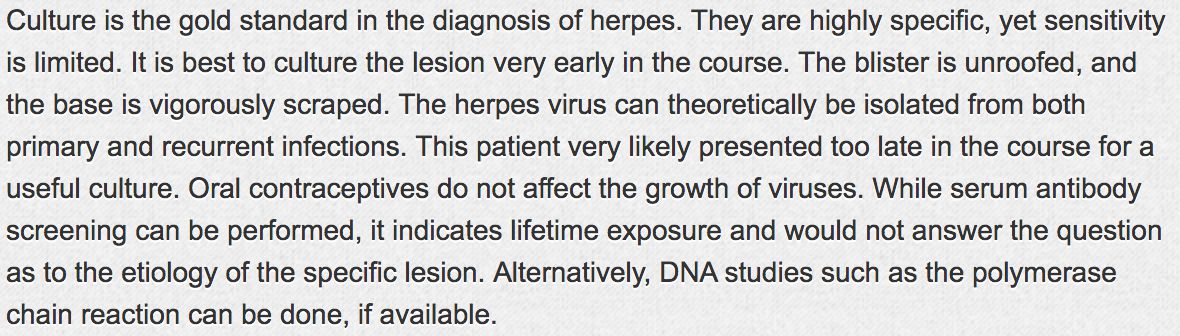 Culture is the gold standard in the diagnosis of herpes. They are highly specific, yet sensitivity
is limited. It is best to culture the lesion very early in the course. The blister is unroofed, and
the base is vigorously scraped. The herpes virus can theoretically be isolated from both
primary and recurrent infections. This patient very likely presented too late in the course for a
useful culture. Oral contraceptives do not affect the growth of viruses. While serum antibody
screening can be performed, it indicates lifetime exposure and would not answer the question
as to the etiology of the specific lesion. Alternatively, DNA studies such as the polymerase
chain reaction can be done, if available.